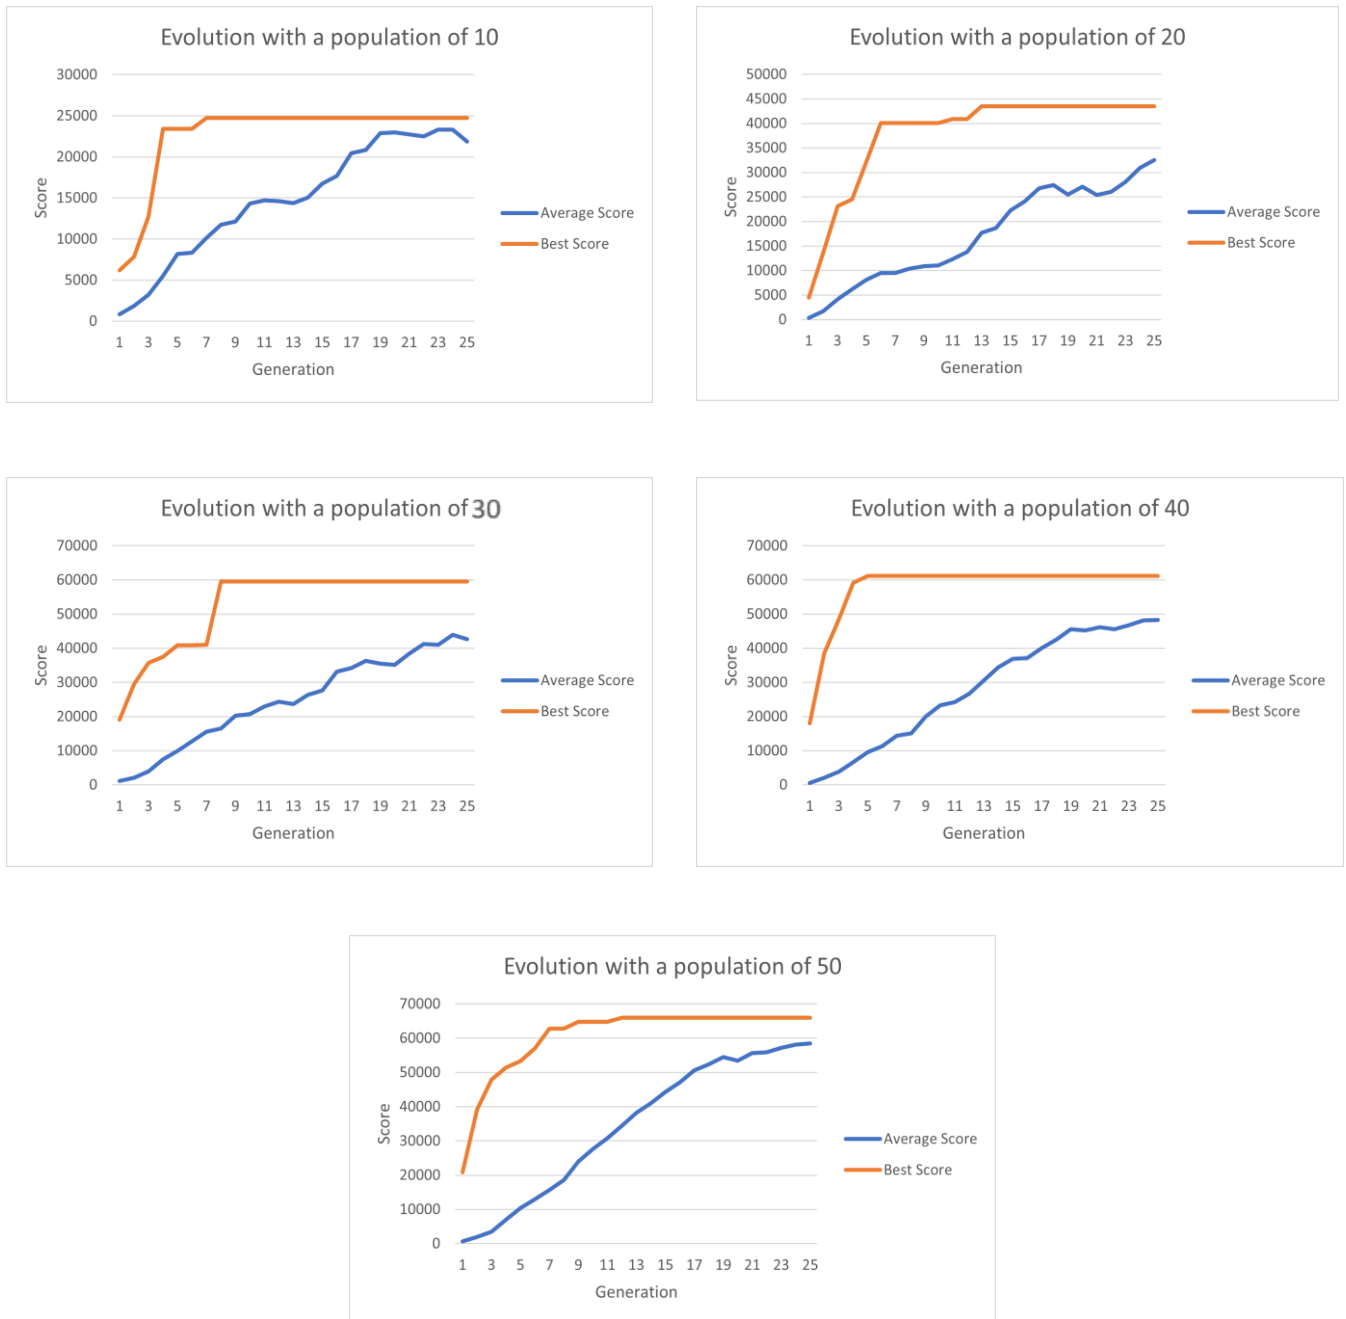 Evolution with a population of 10
30000
25000
20000
15000
10000
5000
0
Score
1 3 5 7 9 11 13 15 17 19 21 23 25
Generation
Average Score
Best Score
Evolution with a population of 20
50000
45000
40000
35000
30000
25000
20000
15000
10000
5000
0
Score
1 3 5 7 9 11 13 15 17 19 21 23 25
Generation
Average Score
Best Score
Evolution with a population of 30
70000
60000
50000
40000
30000
20000
10000
0
Score
1 3 5 7 9 11 13 15 17 19 21 23 25
Generation
Average Score
Best Score
Evolution with a population of 40
70000
60000
50000
40000
30000
20000
10000
0
Score
1 3 5 7 9 11 13 15 17 19 21 23 25
Generation
Average Score
Best Score
Evolution with a population of 50
70000
60000
50000
40000
30000
20000
10000
0
Score
1 3 5 7 9 11 13 15 17 19 21 23 25
Generation
Average Score
Best Score